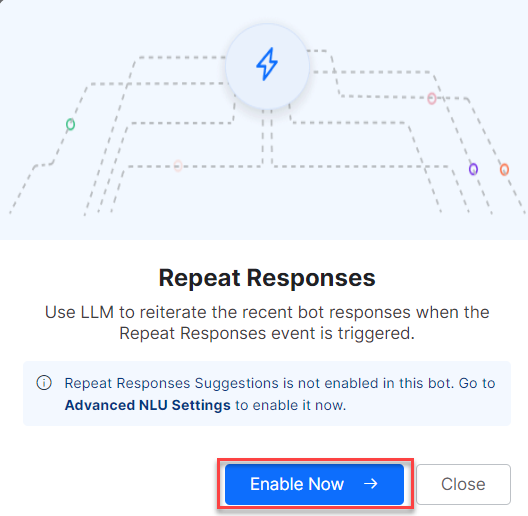 Repeat Responses
Use LLM to reiterate the recent bot responses when the
Repeat Responses event is triggered.
Repeat Responses Suggestions is not enabled in this bot. Go to
Advanced NLU Settings to enable it now.
Enable Now
Close